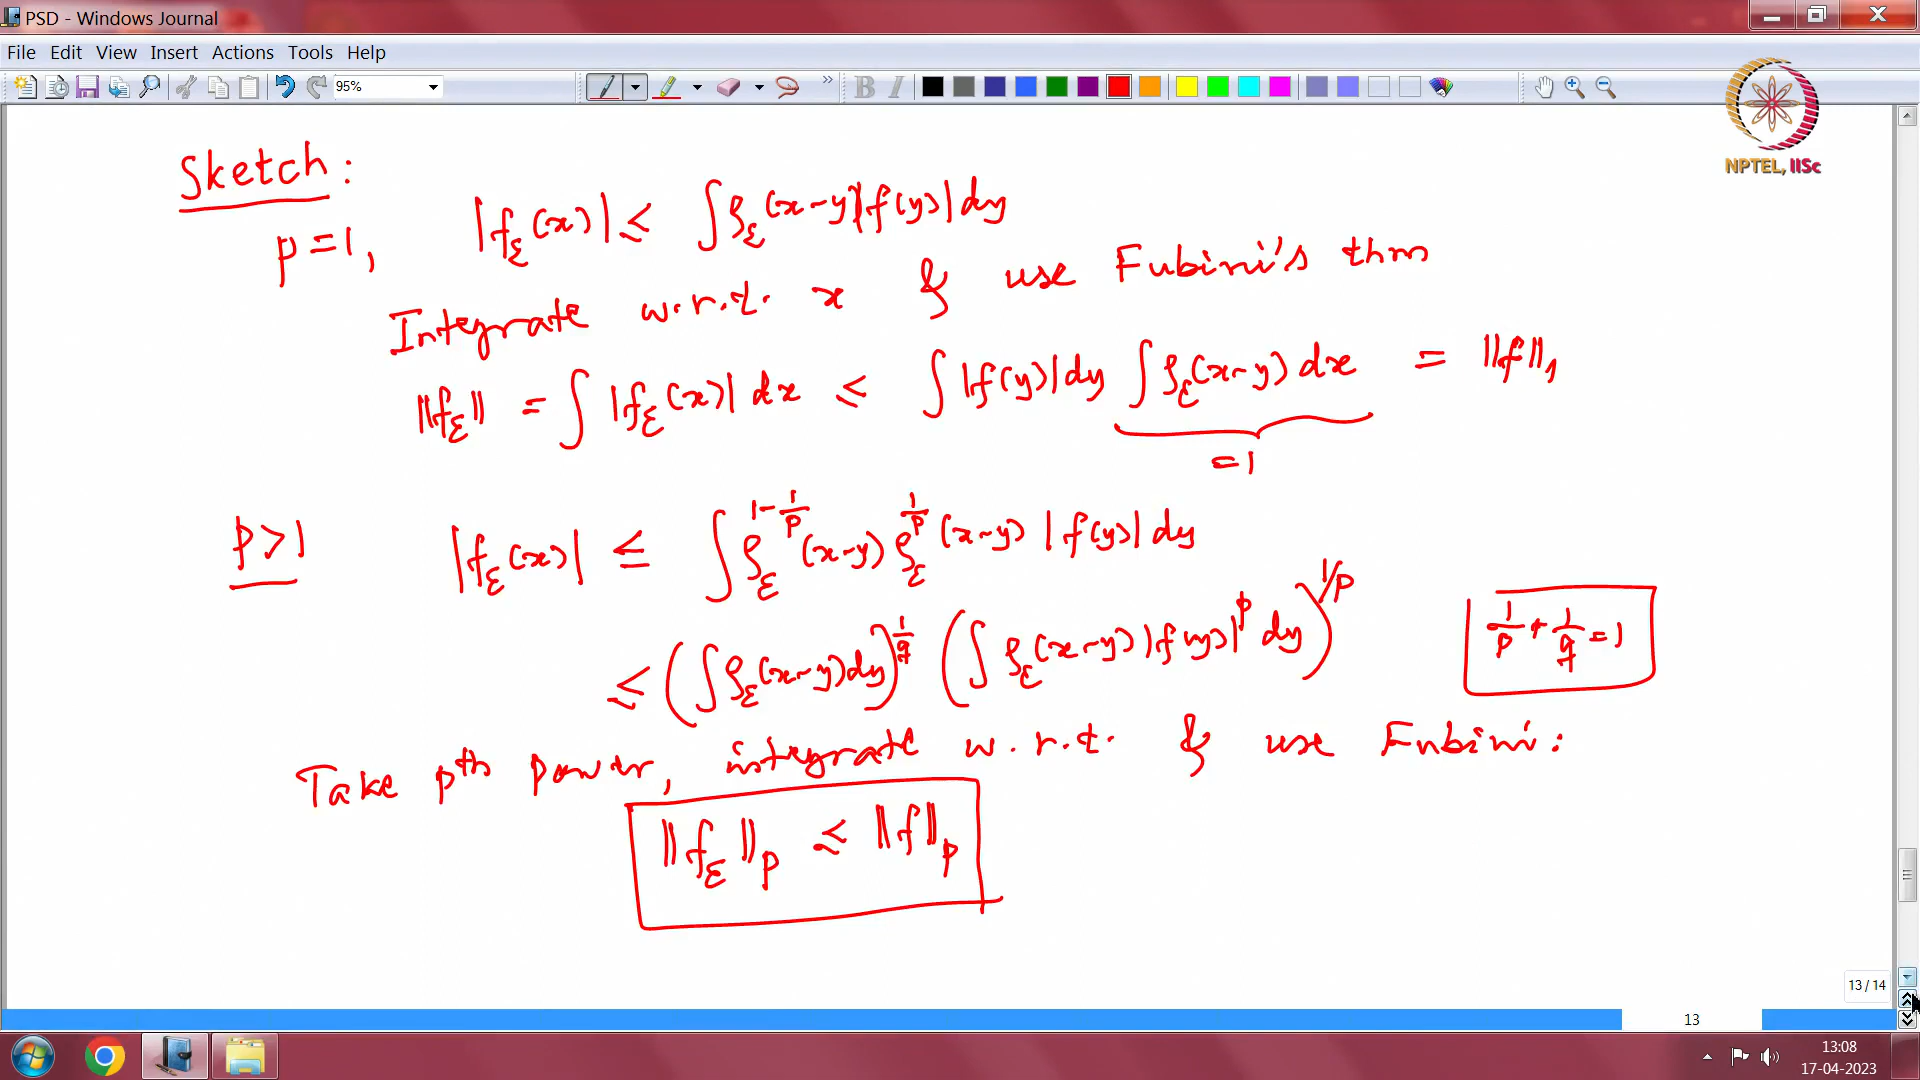 PSD - Windows Journal
File Edit View Insert Actions Tools Help
95%
NPTEL, IISc
Sketch :
p = 1, |f_ε(x)| ≤ ∫ρ_ε(x-y)|f(y)|dy
Integrate w.r.t. x & use Fubini's thm
||f_ε|| = ∫|f_ε(x)|dx ≤ ∫|f(y)|dy ∫ρ_ε(x-y)dx = ||f||_1
=1
p>1 |f_ε(x)| ≤ ∫ρ_ε^{1-1/p}(x-y) ρ_ε^{1/p}(x-y) |f(y)|dy
≤ (∫ρ_ε(x-y)dy)^{1/q} (∫ρ_ε(x-y)|f(y)|^p dy)^{1/p} 1/p + 1/q = 1
Take pth power, integrate w.r.t. & use Fubini :
||f_ε||_p ≤ ||f||_p
13 / 14
13
13:08
17-04-2023